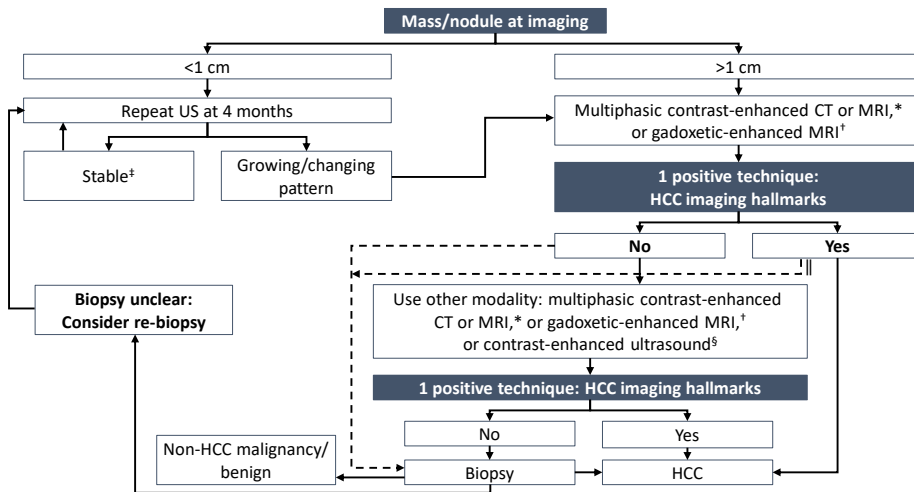 Mass/nodule at imaging
<1 cm
>1 cm
Repeat US at 4 months
Multiphasic contrast-enhanced CT or MRI,*
or gadoxetic-enhanced MRI†
Stable‡
Growing/changing
pattern
1 positive technique:
HCC imaging hallmarks
No
Yes
||
Biopsy unclear:
Consider re-biopsy
Use other modality: multiphasic contrast-enhanced
CT or MRI,* or gadoxetic-enhanced MRI,†
or contrast-enhanced ultrasound§
1 positive technique: HCC imaging hallmarks
No
Yes
Non-HCC malignancy/
benign
Biopsy
HCC